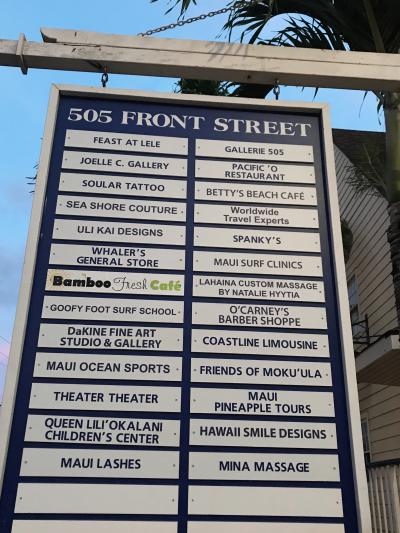 505 FRONT STREET
FEAST AT LELE
JOELLE C. GALLERY
SOULAR TATTOO
SEA SHORE COUTURE
ULI KAI DESIGNS
WHALER'S
GENERAL STORE
The Bamboo Fresh Café
GOOFY FOOT SURF SCHOOL
DaKINE FINE ART
STUDIO & GALLERY
MAUI OCEAN SPORTS
THEATER THEATER
QUEEN LILI'OKALANI
CHILDREN'S CENTER
MAUI LASHES
GALLERIE 505
PACIFIC 'O
RESTAURANT
BETTY'S BEACH CAFÉ
Worldwide
Travel Experts
SPANKY'S
MAUI SURF CLINICS
LAHAINA CUSTOM MASSAGE
BY NATALIE HYYTIA
O'CARNEY'S
BARBER SHOPPE
COASTLINE LIMOUSINE
FRIENDS OF MOKU'ULA
MAUI
PINEAPPLE TOURS
HAWAII SMILE DESIGNS
MINA MASSAGE